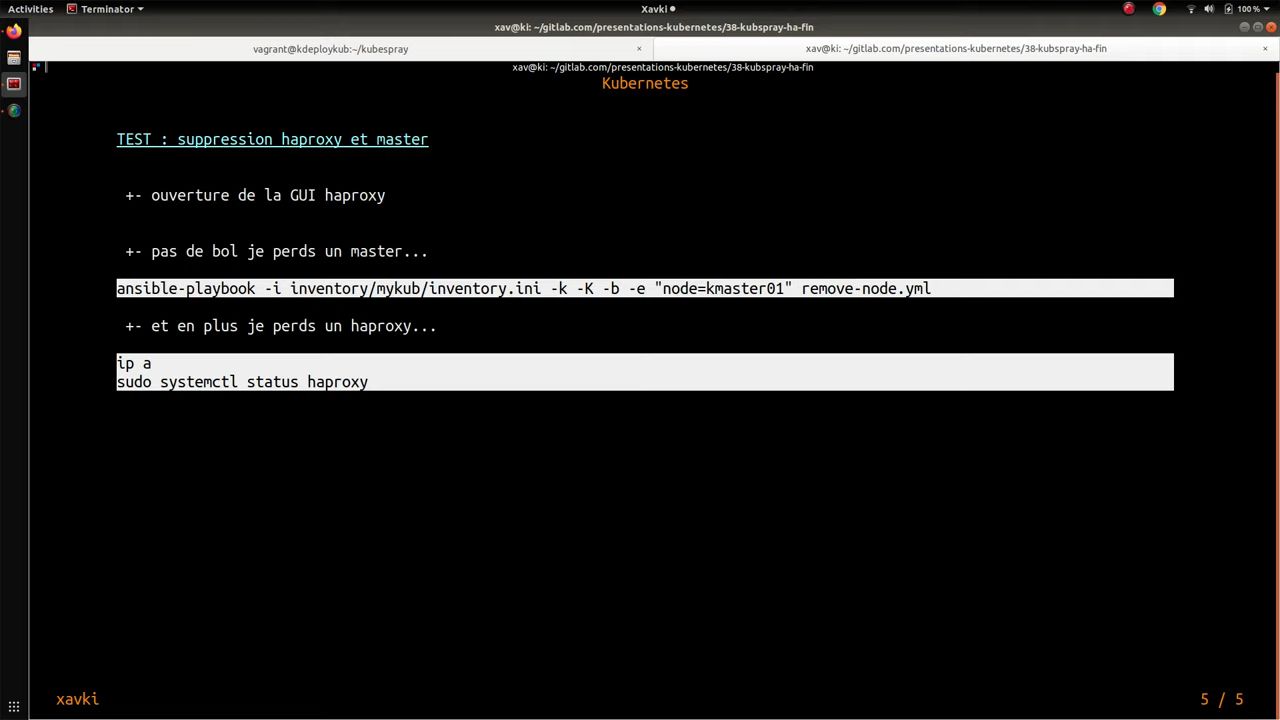 Activities
Terminator
Xavki
100 %
xav@ki: ~/gitlab.com/presentations-kubernetes/38-kubspray-ha-fin
vagrant@kdeploykub:~/kubespray
×
xav@ki: ~/gitlab.com/presentations-kubernetes/38-kubspray-ha-fin
×
xav@ki: ~/gitlab.com/presentations-kubernetes/38-kubspray-ha-fin
Kubernetes
TEST : suppression haproxy et master
+- ouverture de la GUI haproxy
+- pas de bol je perds un master...
ansible-playbook -i inventory/mykub/inventory.ini -k -K -b -e "node=kmaster01" remove-node.yml
+- et en plus je perds un haproxy...
ip a
sudo systemctl status haproxy
xavki
5 / 5